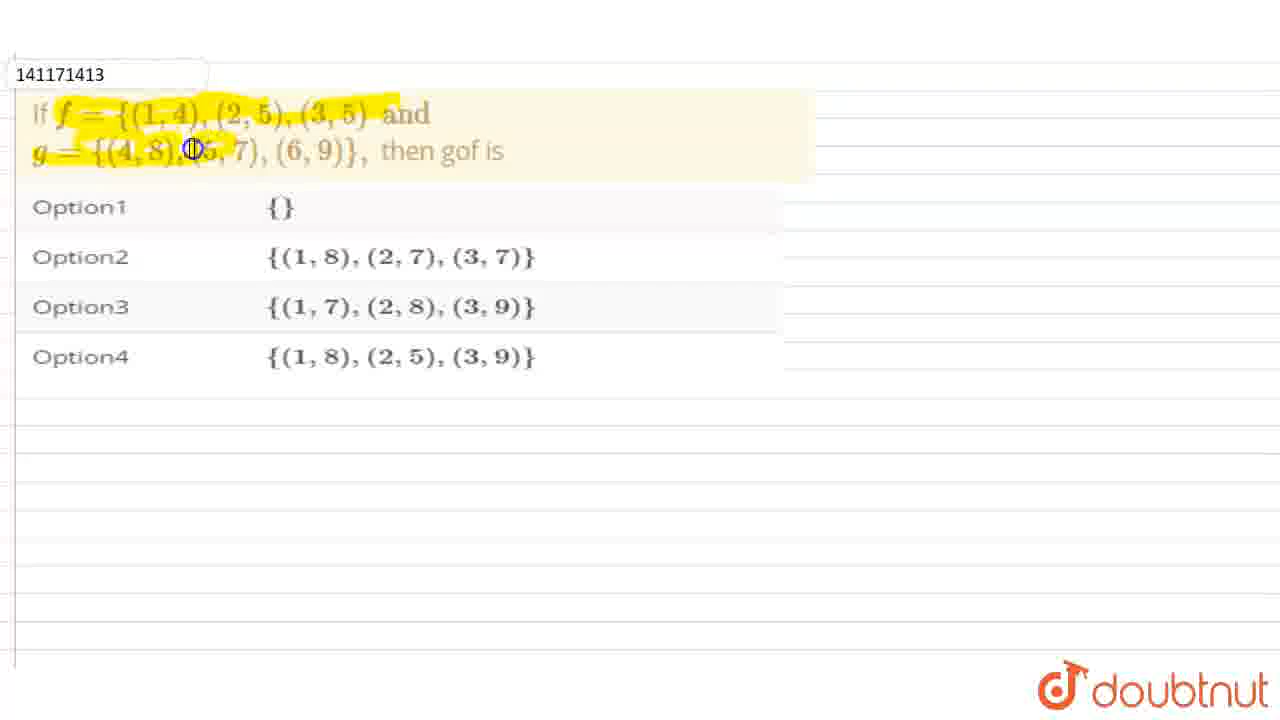 141171413
If f = {(1, 4), (2, 5), (3, 5) and
g = {(4, 8), (5, 7), (6, 9)}, then gof is
Option1 {}
Option2 {(1, 8), (2, 7), (3, 7)}
Option3 {(1, 7), (2, 8), (3, 9)}
Option4 {(1, 8), (2, 5), (3, 9)}
doubtnut